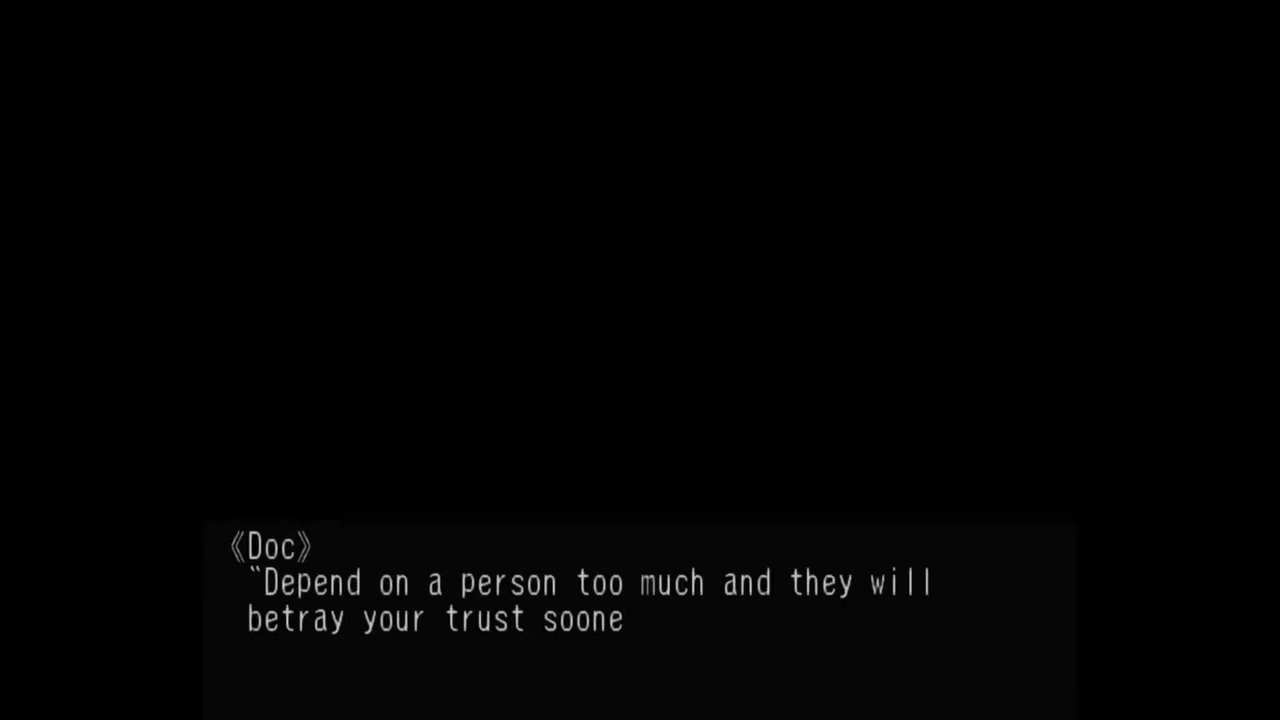 《Doc》
“Depend on a person too much and they will
betray your trust soone